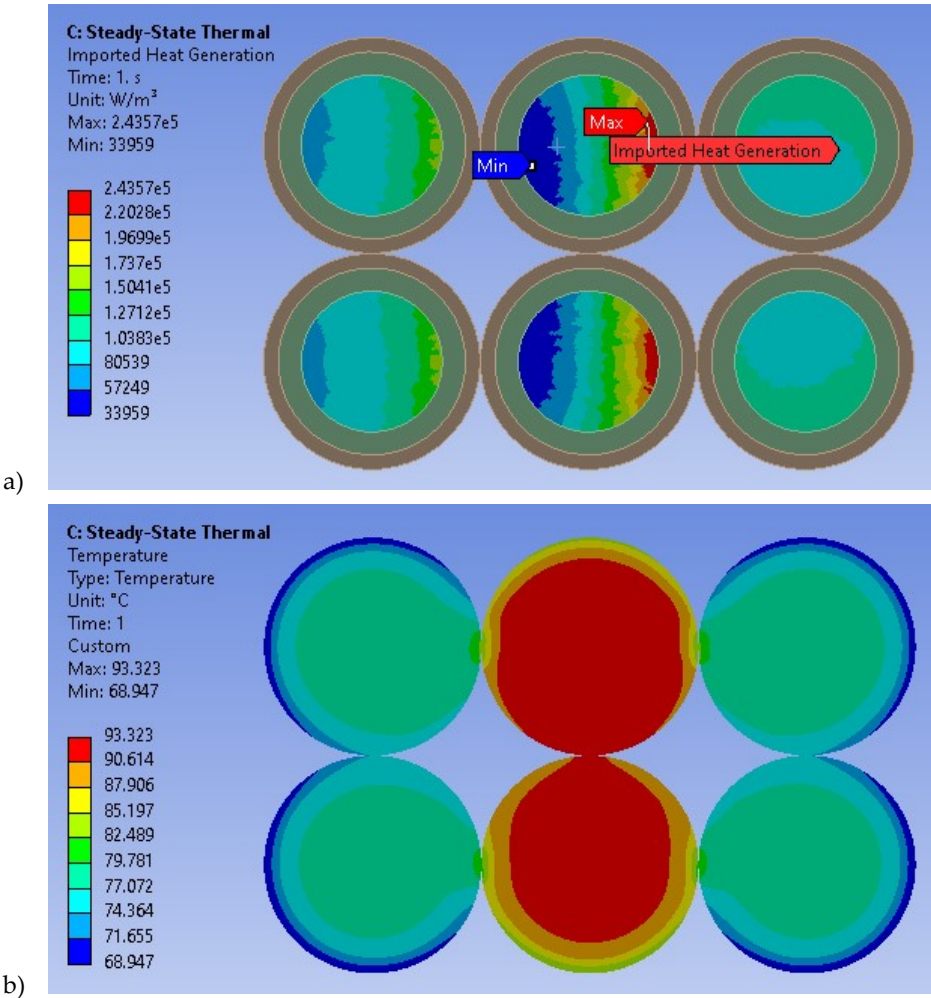 C: Steady-State Thermal
Imported Heat Generation
Time: 1. s
Unit: W/m³
Max: 2.4357e5
Min: 33959
2.4357e5
2.2028e5
1.9699e5
1.737e5
1.5041e5
1.2712e5
1.0383e5
80539
57249
33959
Max
Imported Heat Generation
Min
a)
C: Steady-State Thermal
Temperature
Type: Temperature
Unit: °C
Time: 1
Custom
Max: 93.323
Min: 68.947
93.323
90.614
87.906
85.197
82.489
79.781
77.072
74.364
71.655
68.947
b)